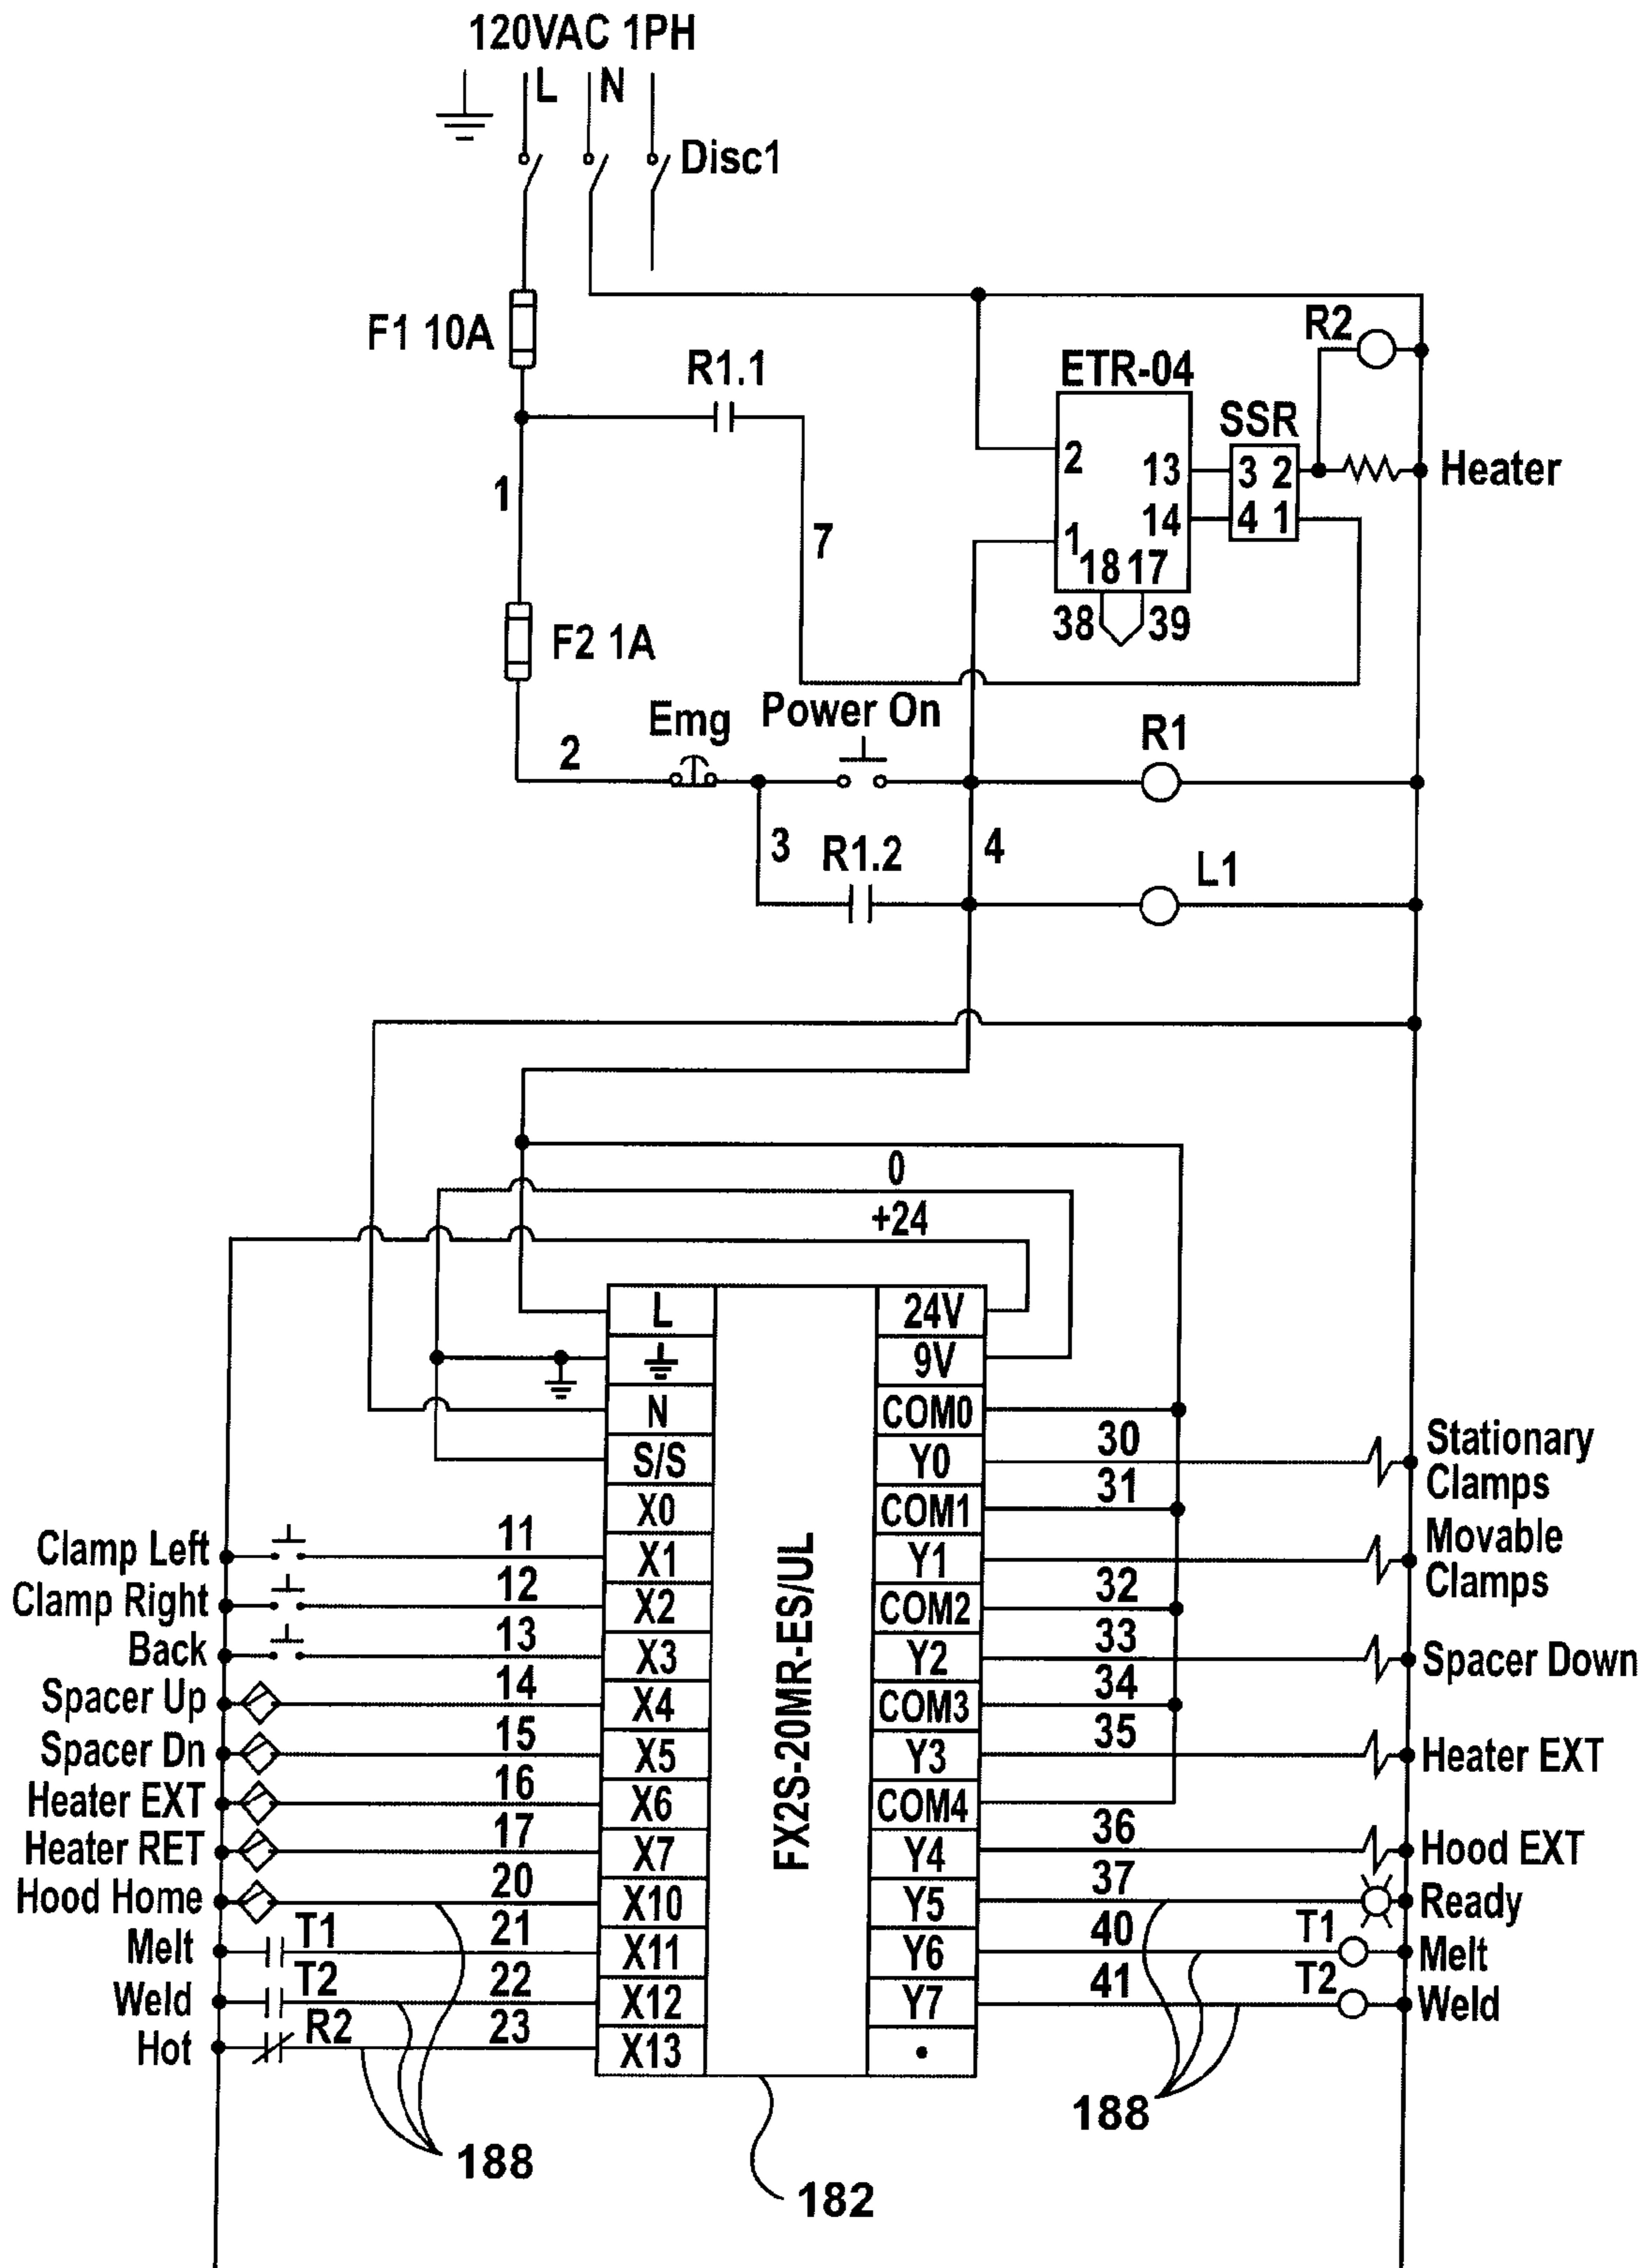 120VAC 1PH
L N
Disc1
F1 10A
R1.1
R2
ETR-04
SSR
2 13 3 2 Heater
14 4 1
1
18 17
38 39
1
7
F2 1A
Emg
Power On
R1
2
3
R1.2
4
L1
0
+24
L 24V
9V
N COM0
S/S 30 Y0 Stationary Clamps
X0 31 COM1
Clamp Left 11 X1 Y1 Movable Clamps
Clamp Right 12 X2 COM2 32
Back 13 X3 Y2 33 Spacer Down
Spacer Up 14 X4 COM3 34
Spacer Dn 15 X5 Y3 35 Heater EXT
Heater EXT 16 X6 COM4
Heater RET 17 X7 Y4 36 Hood EXT
Hood Home 20 X10 Y5 37 Ready
Melt T1 21 X11 Y6 40 T1 Melt
Weld T2 22 X12 Y7 41 T2 Weld
Hot R2 23 X13
FX2S-20MR-ES/UL
188
188
182